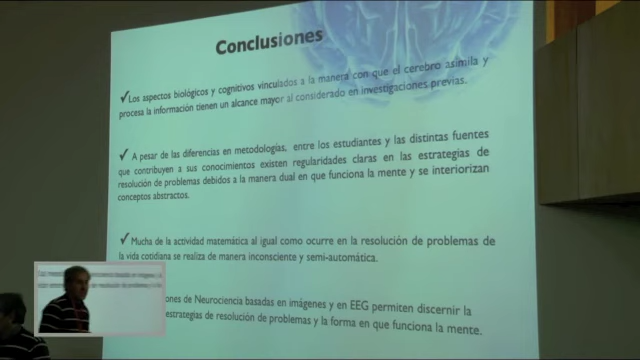 Conclusiones
✓Los aspectos biológicos y cognitivos vinculados a la manera con que el cerebro asimila y
procesa la información tienen un alcance mayor al considerado en investigaciones previas.
✓ A pesar de las diferencias en metodologías, entre los estudiantes y las distintas fuentes
que contribuyen a sus conocimientos existen regularidades claras en las estrategias de
resolución de problemas debidos a la manera dual en que funciona la mente y se interiorizan
conceptos abstractos.
✓Mucha de la actividad matemática al igual como ocurre en la resolución de problemas de
la vida cotidiana se realiza de manera inconsciente y semi-automática.
ones de Neurociencia basadas en imágenes y en EEG permiten discernir la
strategias de resolución de problemas y la forma en que funciona la mente.